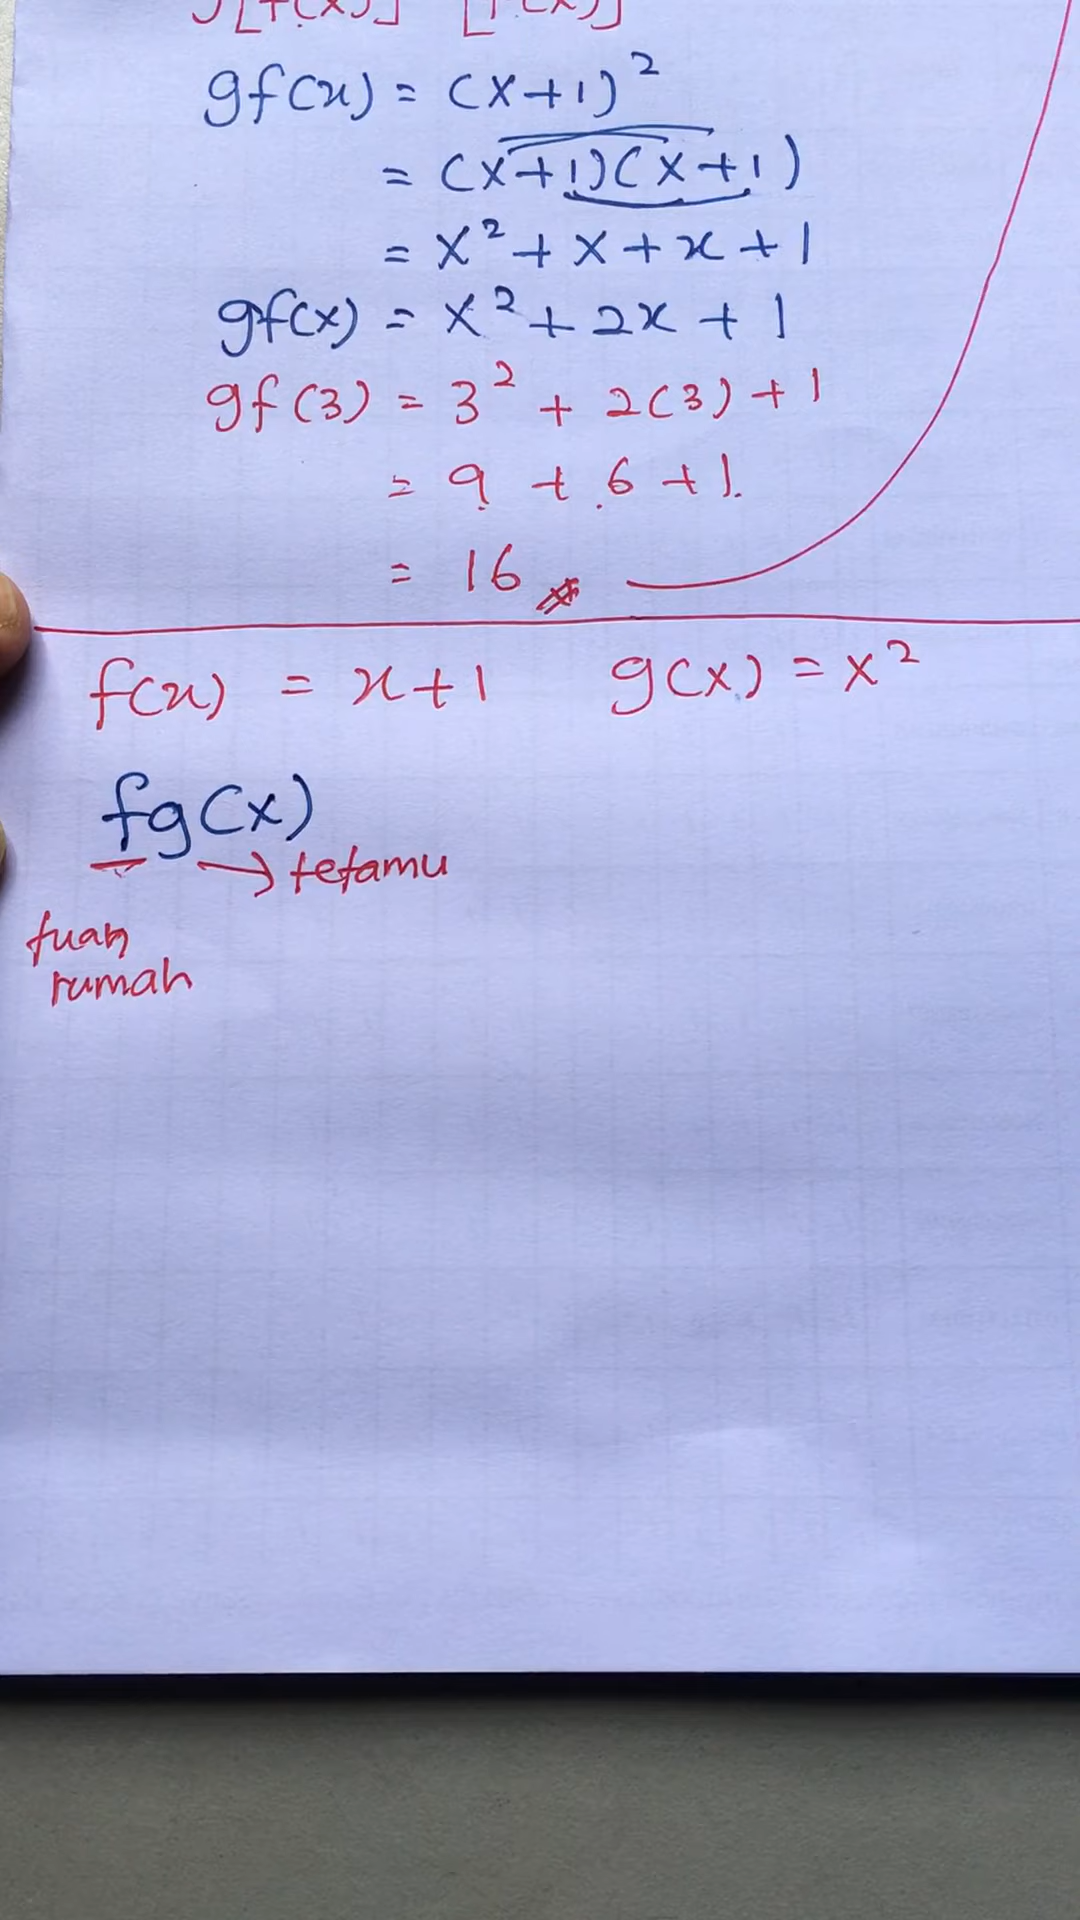 g[f(x)] [f(x)]
gf(x) = (x+1)²
= (x+1)(x+1)
= x² + x + x + 1
gf(x) = x² + 2x + 1
gf(3) = 3² + 2(3) + 1
= 9 + 6 + 1
= 16
f(x) = x+1 g(x) = x²
fg(x)
→ tetamu
tuan
rumah